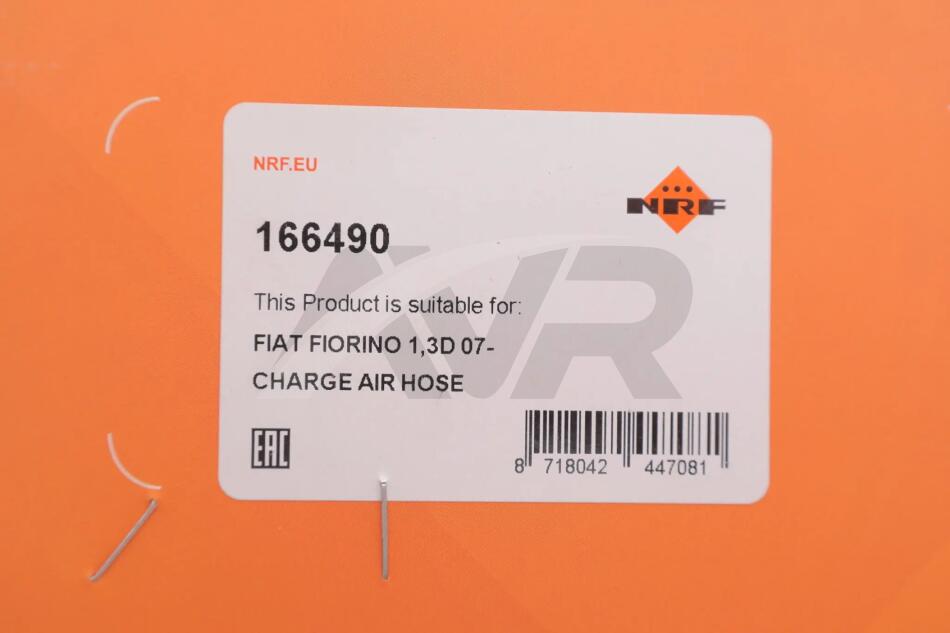 NRF.EU
NRF
166490
AVR
This Product is suitable for:
FIAT FIORINO 1,3D 07-
CHARGE AIR HOSE
EAC
8 718042 447081